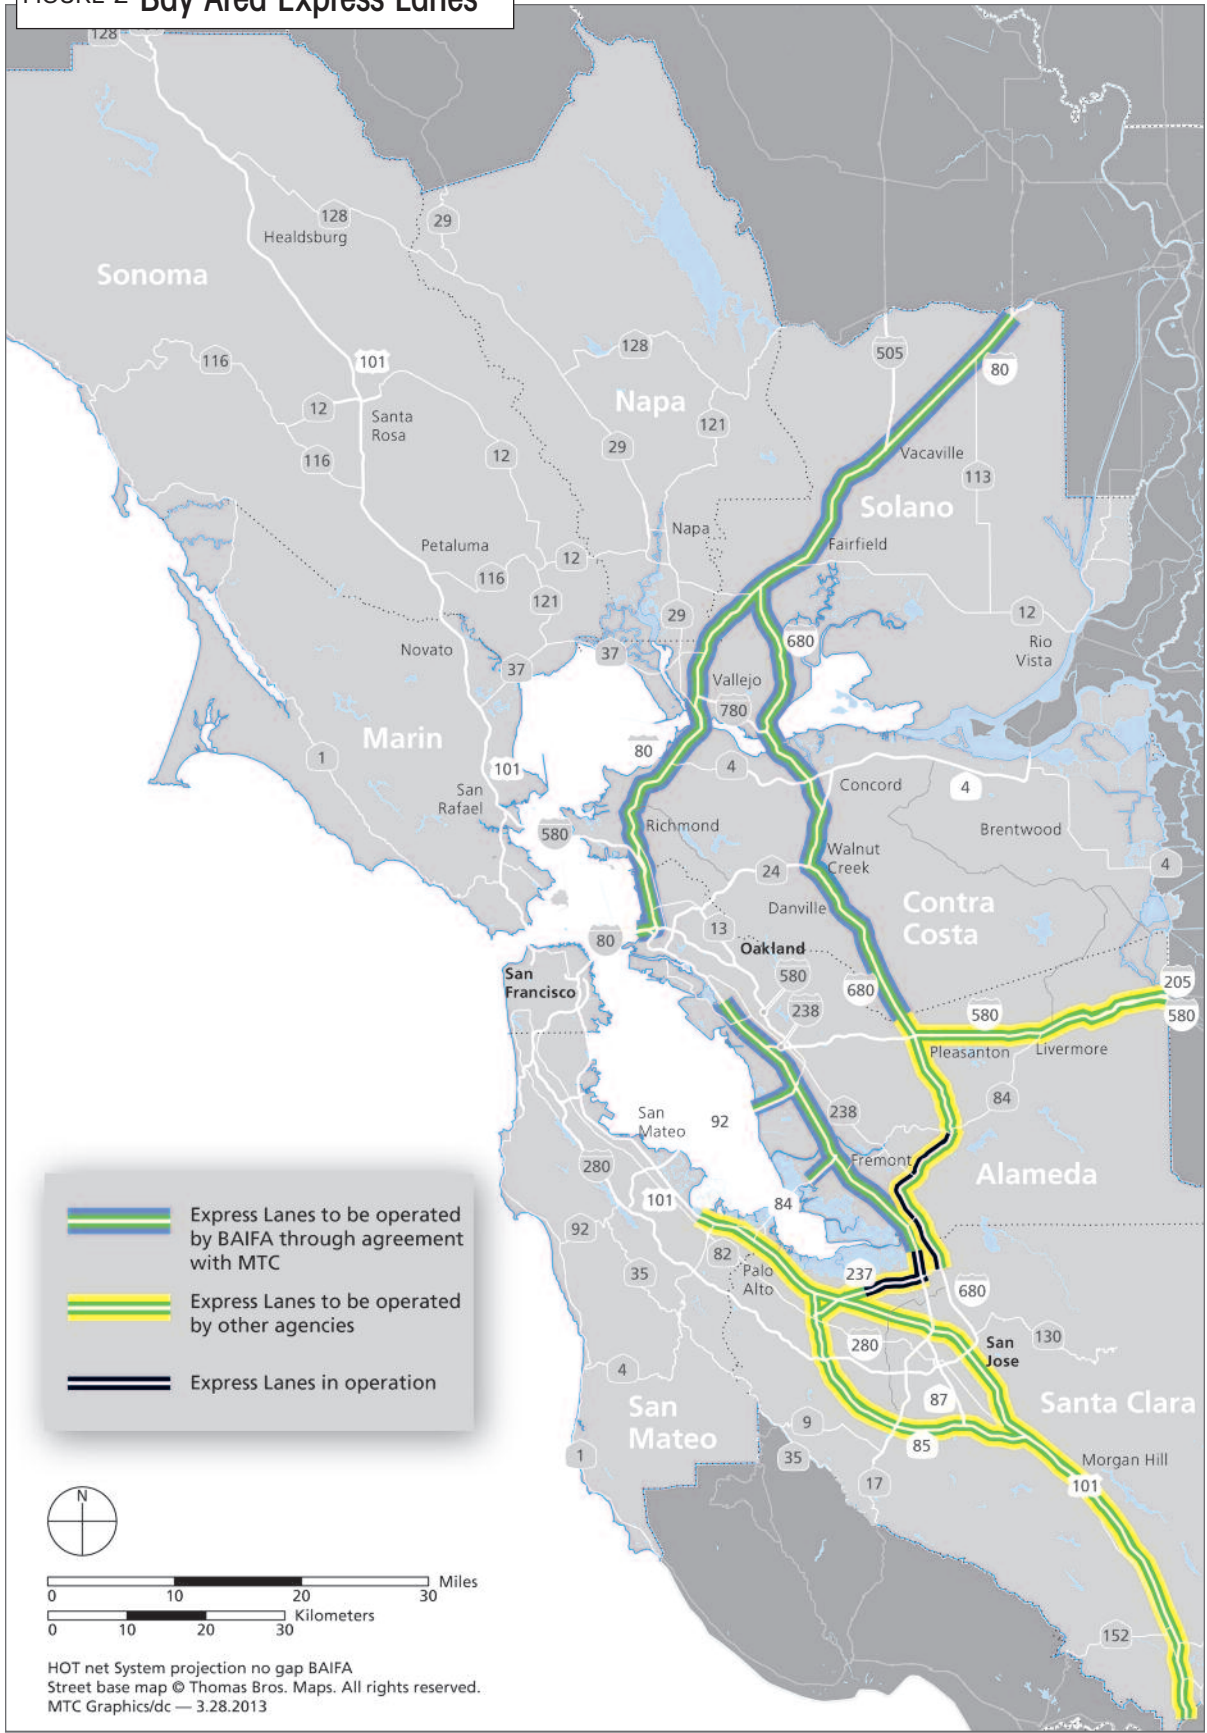 FIGURE 2 Bay Area Express Lanes
128
128
Healdsburg
29
Sonoma
116
101
128
505
80
12
Santa
Rosa
Napa
121
116
12
29
Vacaville
113
Solano
Napa
Petaluma
Fairfield
116
12
121
29
12
680
Rio
Vista
Novato
37
37
Vallejo
780
Marin
1
101
80
4
Concord
4
San
Rafael
580
Richmond
Brentwood
Walnut
Creek
24
4
Danville
Contra
Costa
13
80
Oakland
San
Francisco
580
680
205
238
580
580
Pleasanton
Livermore
84
San
Mateo
92
238
280
Fremont
Alameda
101
84
92
82
Palo
Alto
237
35
680
280
San
Jose
130
4
87
Santa Clara
San
Mateo
9
85
1
35
17
Morgan Hill
101
152
Express Lanes to be operated
by BAIFA through agreement
with MTC
Express Lanes to be operated
by other agencies
Express Lanes in operation
N
Miles
0 10 20 30
Kilometers
0 10 20 30
HOT net System projection no gap BAIFA
Street base map © Thomas Bros. Maps. All rights reserved.
MTC Graphics/dc — 3.28.2013